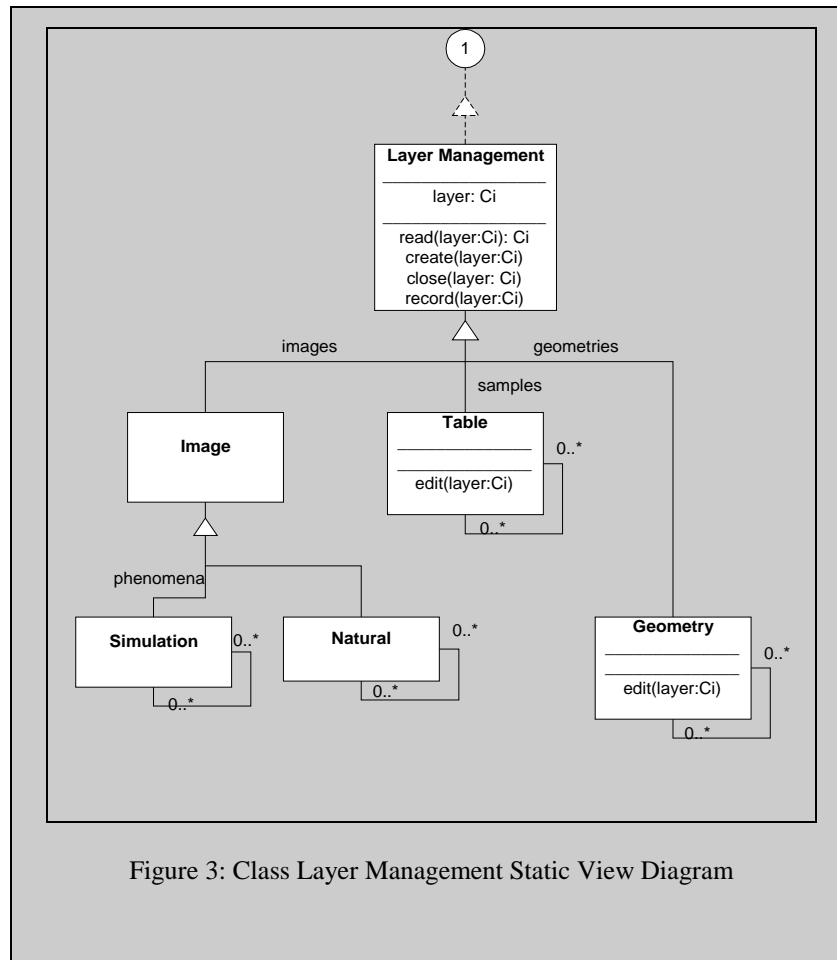 1
Layer Management
layer: Ci
read(layer:Ci): Ci
create(layer:Ci)
close(layer: Ci)
record(layer:Ci)
images
geometries
samples
Image
Table
edit(layer:Ci)
0..*
0..*
phenomena
Simulation
0..*
0..*
Natural
0..*
0..*
Geometry
edit(layer:Ci)
0..*
0..*
Figure 3: Class Layer Management Static View Diagram